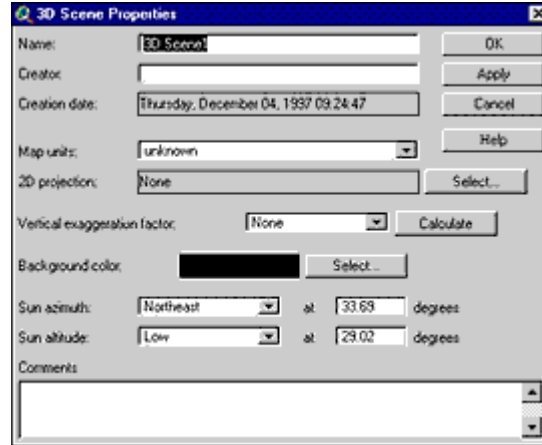 3D Scene Properties
Name: 3D Scene1 OK
Creator: Apply
Creation date: Thursday, December 04, 1997 09:24:47 Cancel
Help
Map units: unknown
2D projection: None Select...
Vertical exaggeration factor: None Calculate
Background color: Select...
Sun azimuth: Northeast at 33.69 degrees
Sun altitude: Low at 29.02 degrees
Comments